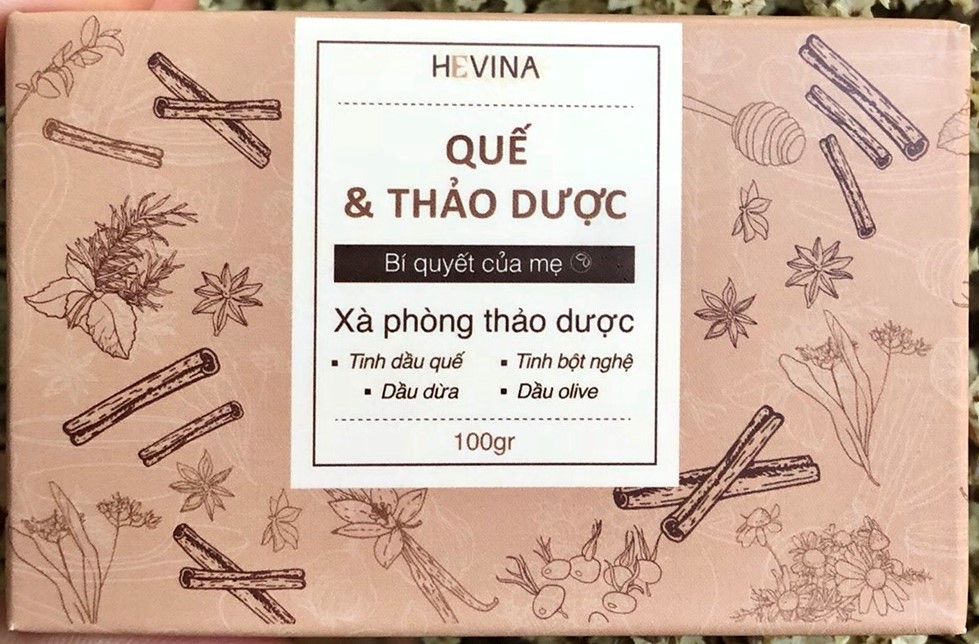 HEVINA
QUẾ
& THẢO DƯỢC
Bí quyết của mẹ
Xà phòng thảo dược
▪ Tinh dầu quế ▪ Tinh bột nghệ
▪ Dầu dừa ▪ Dầu olive
100gr